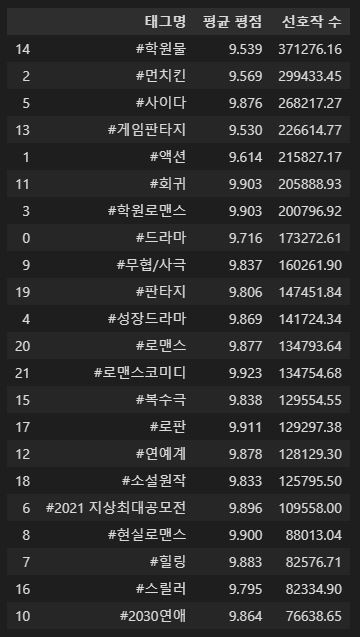 태그명 평균 평점 선호작 수
14 #학원물 9.539 371276.16
2 #먼치킨 9.569 299433.45
5 #사이다 9.876 268217.27
13 #게임판타지 9.530 226614.77
1 #액션 9.614 215827.17
11 #회귀 9.903 205888.93
3 #학원로맨스 9.903 200796.92
0 #드라마 9.716 173272.61
9 #무협/사극 9.837 160261.90
19 #판타지 9.806 147451.84
4 #성장드라마 9.869 141724.34
20 #로맨스 9.877 134793.64
21 #로맨스코미디 9.923 134754.68
15 #복수극 9.838 129554.55
17 #로판 9.911 129297.38
12 #연예계 9.878 128129.30
18 #소설원작 9.833 125795.50
6 #2021 지상최대공모전 9.896 109558.00
8 #현실로맨스 9.900 88013.04
7 #힐링 9.883 82576.71
16 #스릴러 9.795 82334.90
10 #2030연애 9.864 76638.65